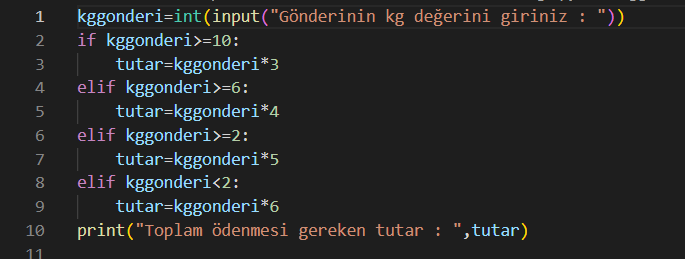 1 kggonderi=int(input("Gönderinin kg değerini giriniz : "))
2 if kggonderi>=10:
3 tutar=kggonderi*3
4 elif kggonderi>=6:
5 tutar=kggonderi*4
6 elif kggonderi>=2:
7 tutar=kggonderi*5
8 elif kggonderi<2:
9 tutar=kggonderi*6
10 print("Toplam ödenmesi gereken tutar : ",tutar)
11